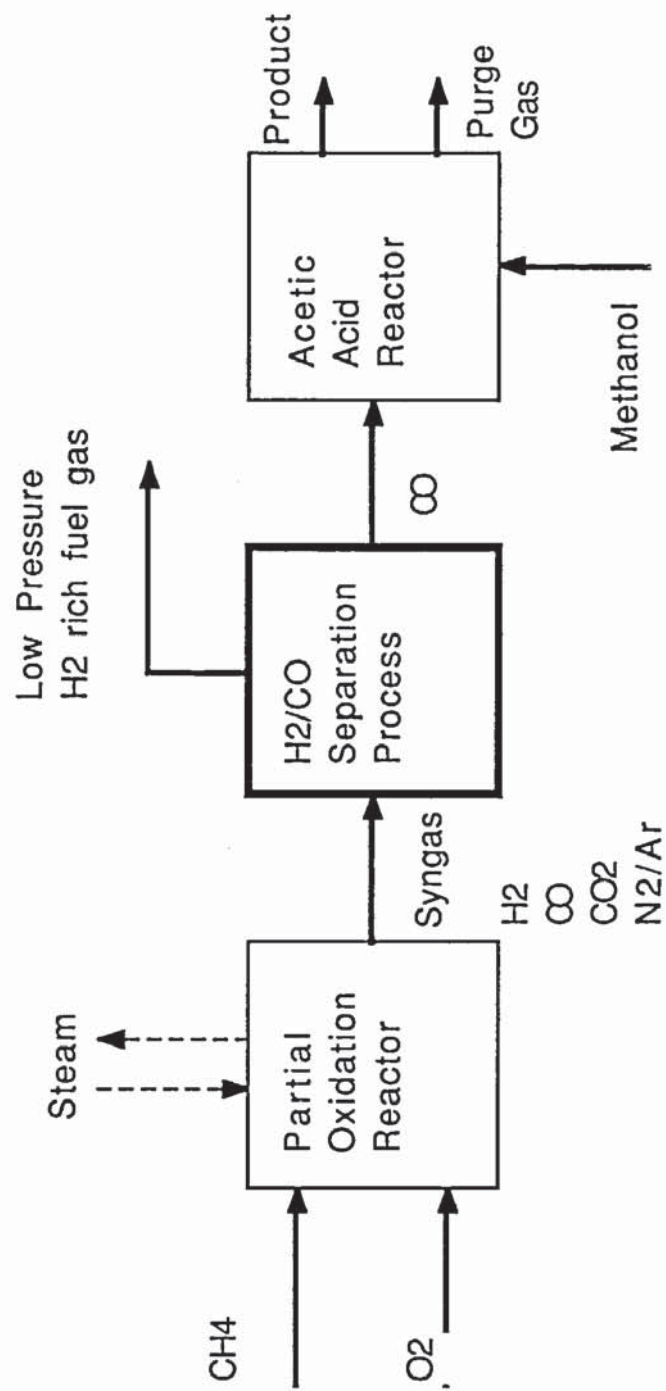 CH4
O2
Steam
Partial
Oxidation
Reactor
Syngas
H2
CO
CO2
N2/Ar
Low Pressure
H2 rich fuel gas
H2/CO
Separation
Process
CO
Acetic
Acid
Reactor
Methanol
Product
Purge
Gas